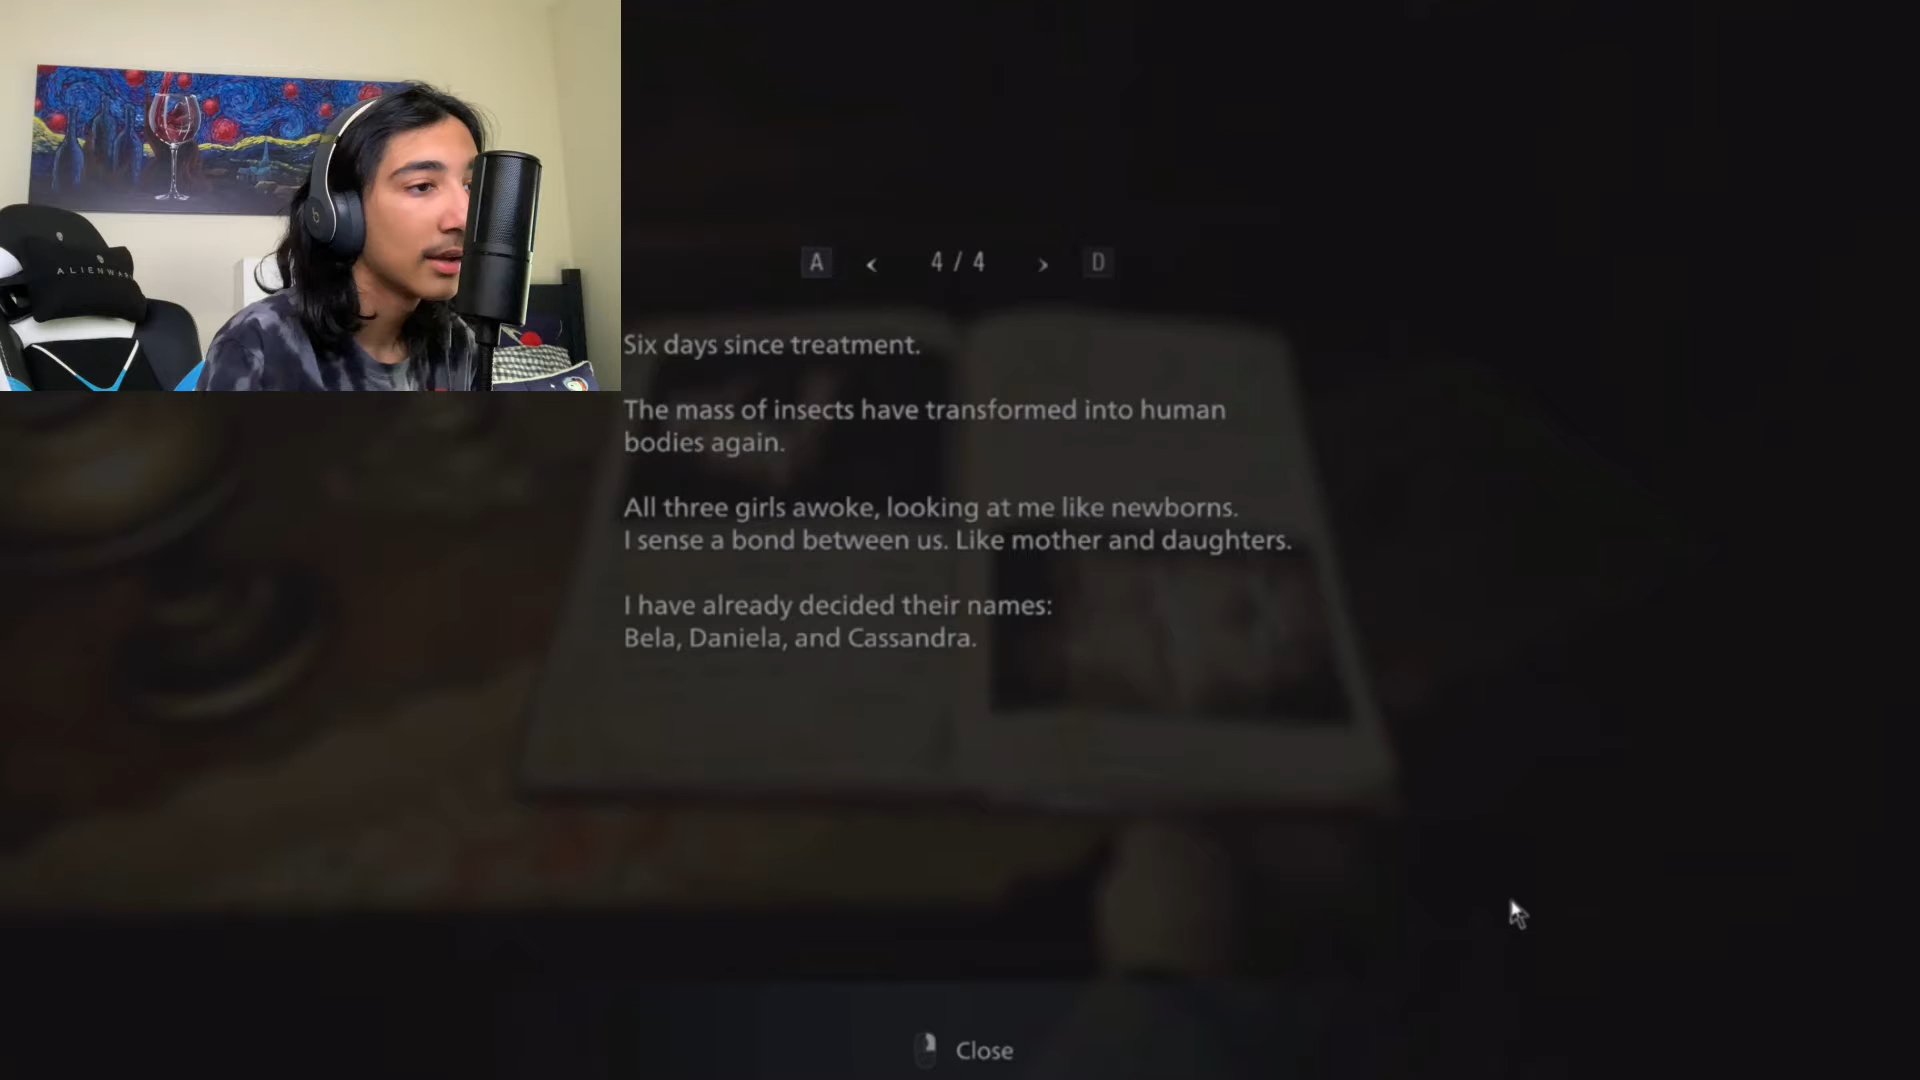 ALIENWARE
A < 4 / 4 > D
Six days since treatment.
The mass of insects have transformed into human
bodies again.
All three girls awoke, looking at me like newborns.
I sense a bond between us. Like mother and daughters.
I have already decided their names:
Bela, Daniela, and Cassandra.
Close